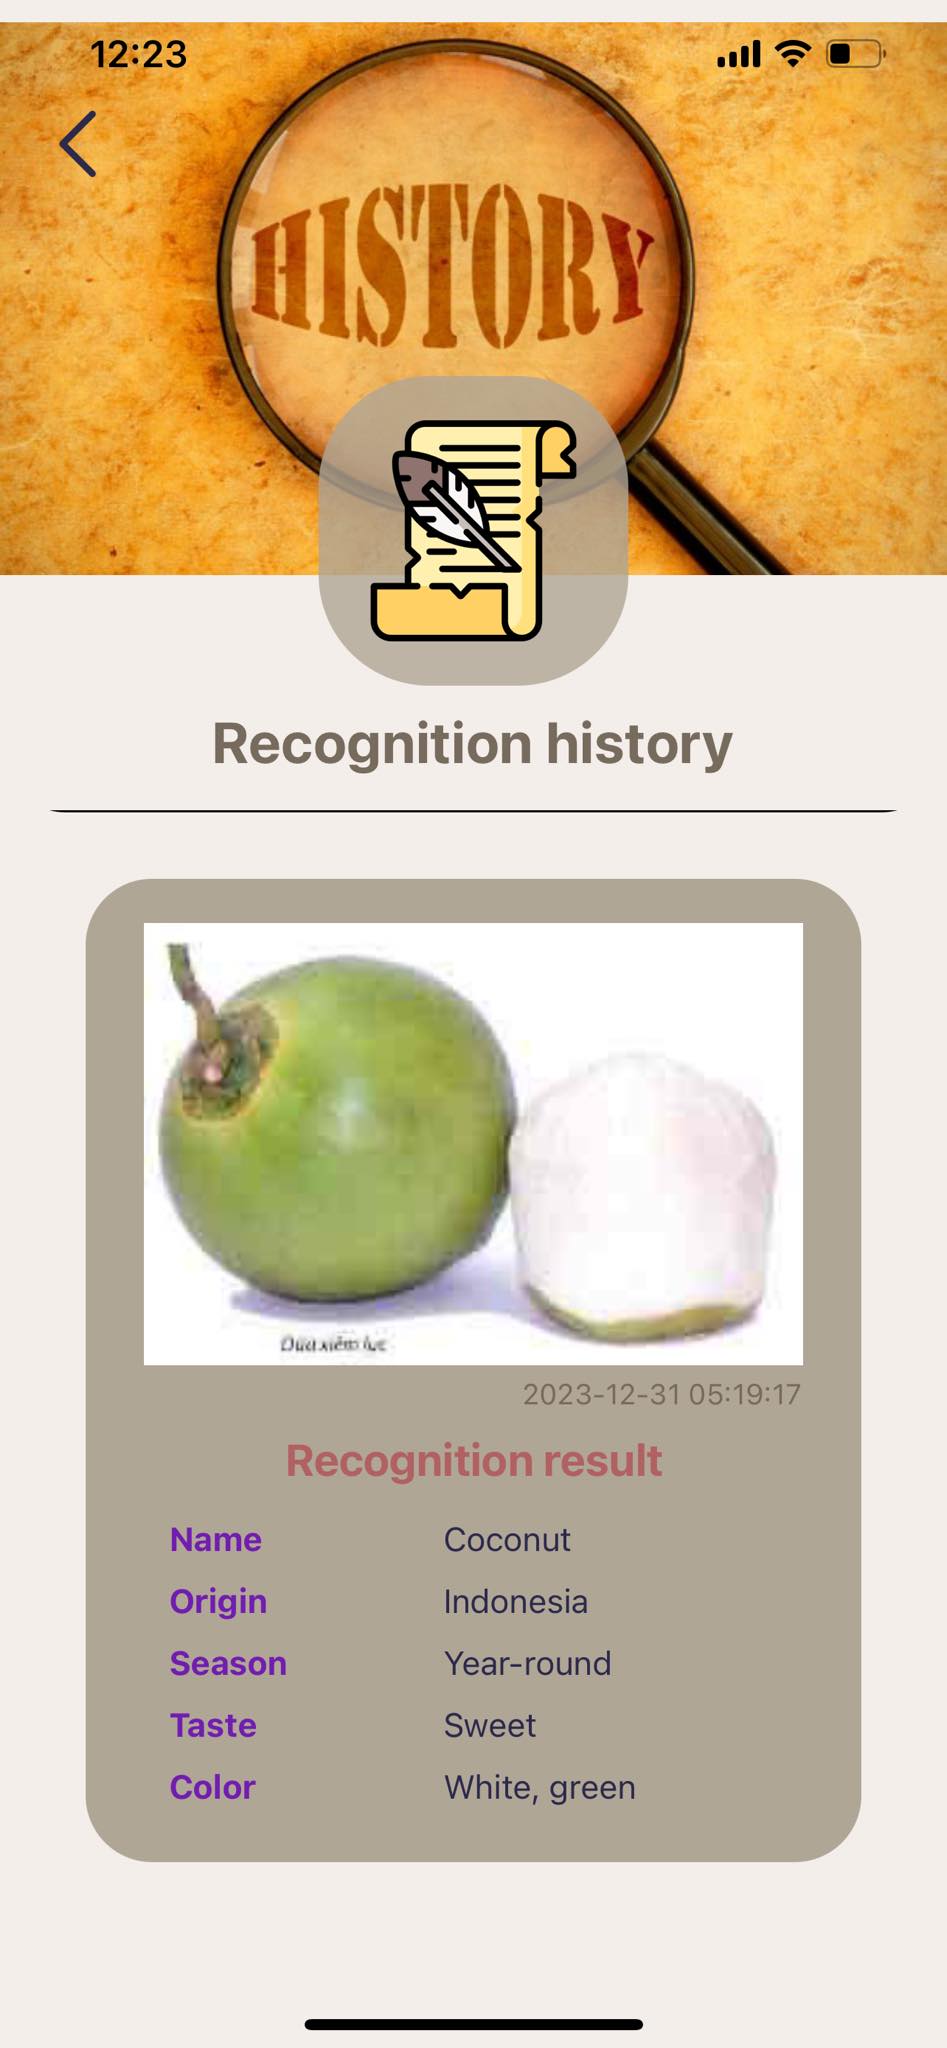 12:23
HISTORY
Recognition history
Dừa xiêm lục
2023-12-31 05:19:17
Recognition result
Name Coconut
Origin Indonesia
Season Year-round
Taste Sweet
Color White, green